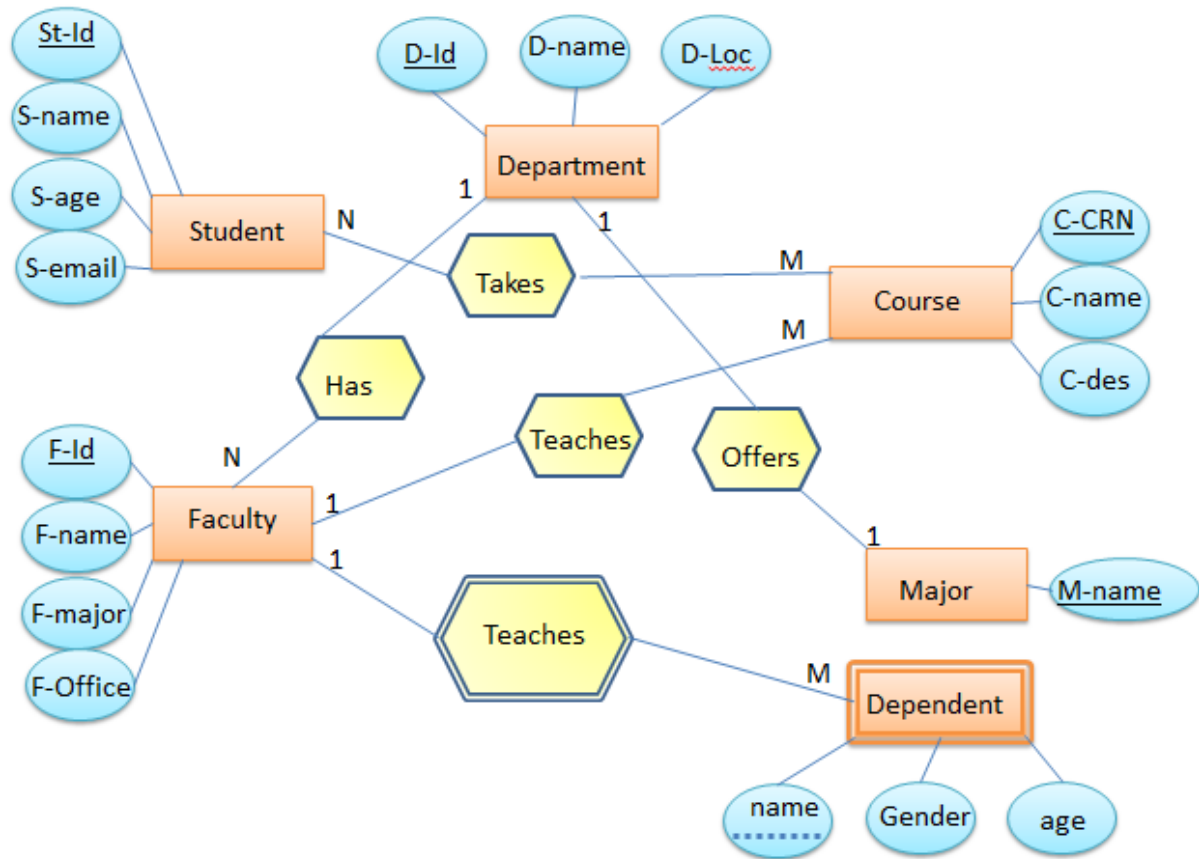 St-Id
D-Id
D-name
D-Loc
S-name
Department
1
S-age
N
Student
1
C-CRN
S-email
Takes
M
C-name
Course
M
C-des
Has
Teaches
Offers
F-Id
N
1
F-name
Faculty
1
1
F-major
Teaches
Major
M-name
F-Office
M
Dependent
name
Gender
age